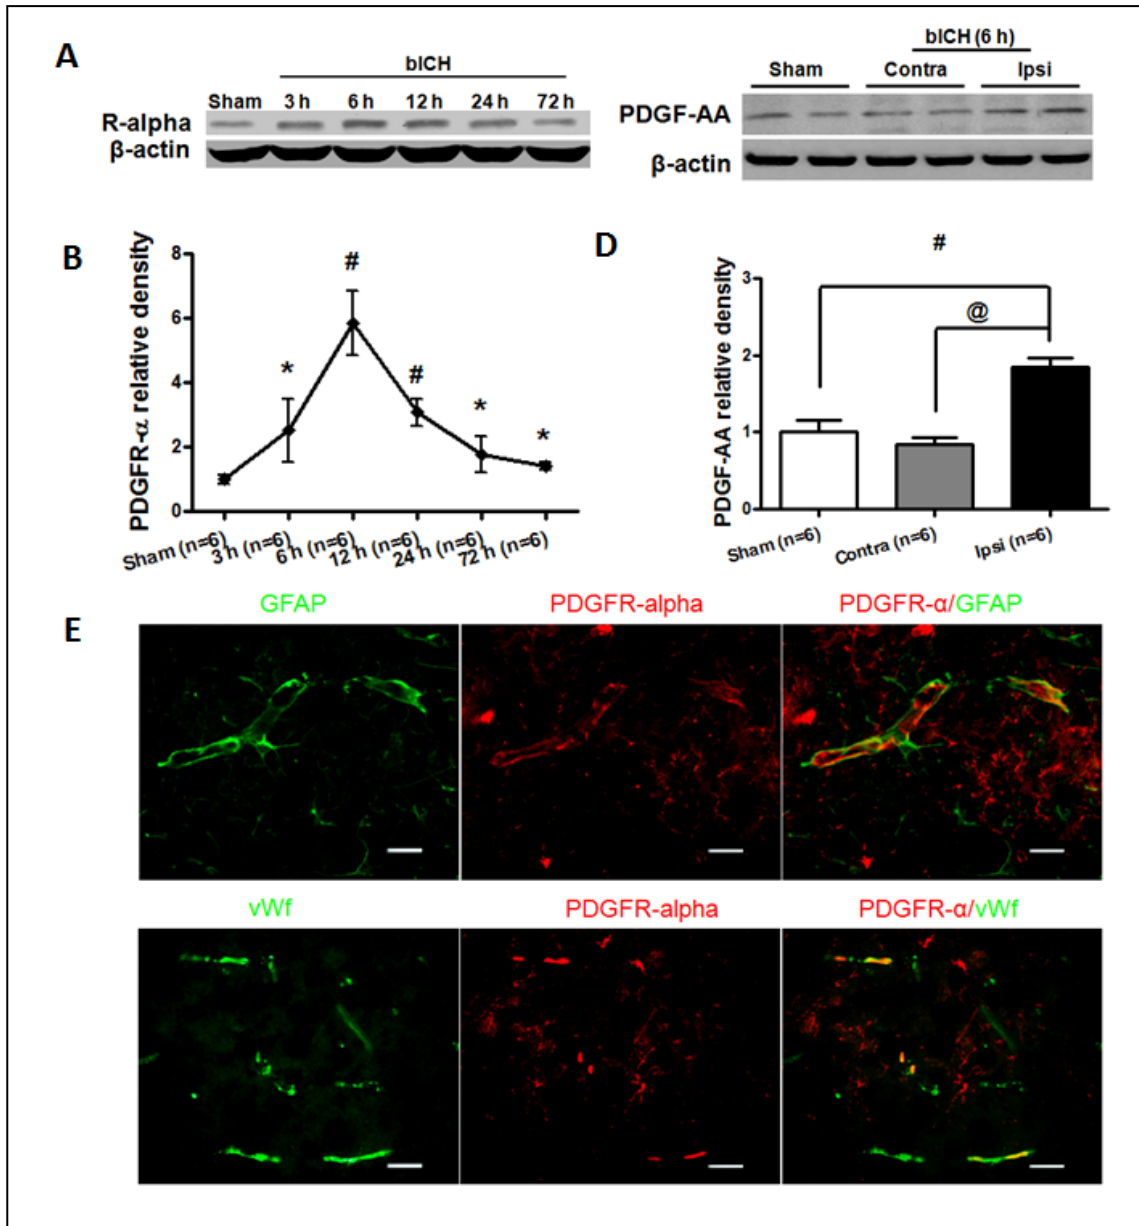 A
bICH
Sham 3 h 6 h 12 h 24 h 72 h
R-alpha
β-actin
bICH (6 h)
Sham Contra Ipsi
PDGF-AA
β-actin
B
PDGFR-α relative density
8
6
4
2
0
*
#
#
*
*
Sham (n=6)
3 h (n=6)
6 h (n=6)
12 h (n=6)
24 h (n=6)
72 h (n=6)
D
PDGF-AA relative density
3
2
1
0
#
@
Sham (n=6)
Contra (n=6)
Ipsi (n=6)
E
GFAP PDGFR-alpha PDGFR-α/GFAP
vWf PDGFR-alpha PDGFR-α/vWf